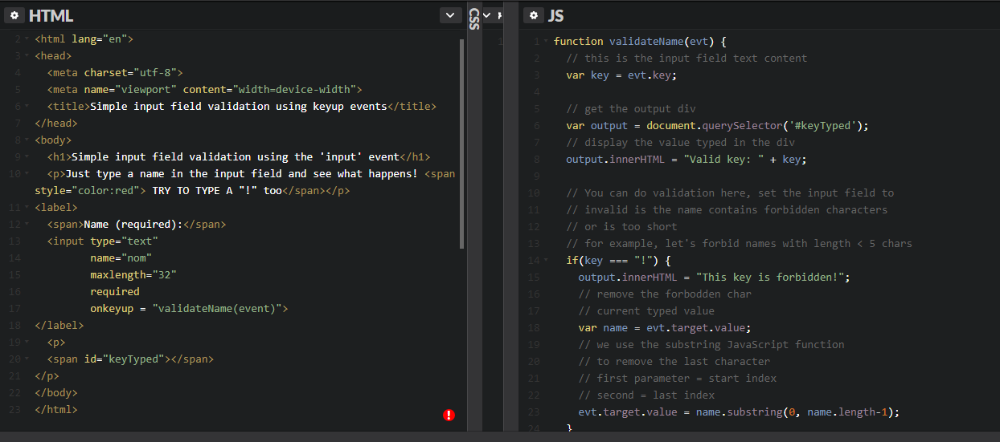 HTML
2 <html lang="en">
3 <head>
4 <meta charset="utf-8">
5 <meta name="viewport" content="width=device-width">
6 <title>Simple input field validation using keyup events</title>
7 </head>
8 <body>
9 <h1>Simple input field validation using the 'input' event</h1>
10 <p>Just type a name in the input field and see what happens! <span
style="color:red"> TRY TO TYPE A "!" too</span></p>
11 <label>
12 <span>Name (required):</span>
13 <input type="text"
14 name="nom"
15 maxlength="32"
16 required
17 onkeyup = "validateName(event)">
18 </label>
19 <p>
20 <span id="keyTyped"></span>
21 </p>
22 </body>
23 </html>
CSS
1
JS
1 function validateName(evt) {
2 // this is the input field text content
3 var key = evt.key;
4
5 // get the output div
6 var output = document.querySelector('#keyTyped');
7 // display the value typed in the div
8 output.innerHTML = "Valid key: " + key;
9
10 // You can do validation here, set the input field to
11 // invalid is the name contains forbidden characters
12 // or is too short
13 // for example, let's forbid names with length < 5 chars
14 if(key === "!") {
15 output.innerHTML = "This key is forbidden!";
16 // remove the forbodden char
17 // current typed value
18 var name = evt.target.value;
19 // we use the substring JavaScript function
20 // to remove the last character
21 // first parameter = start index
22 // second = last index
23 evt.target.value = name.substring(0, name.length-1);
24 }